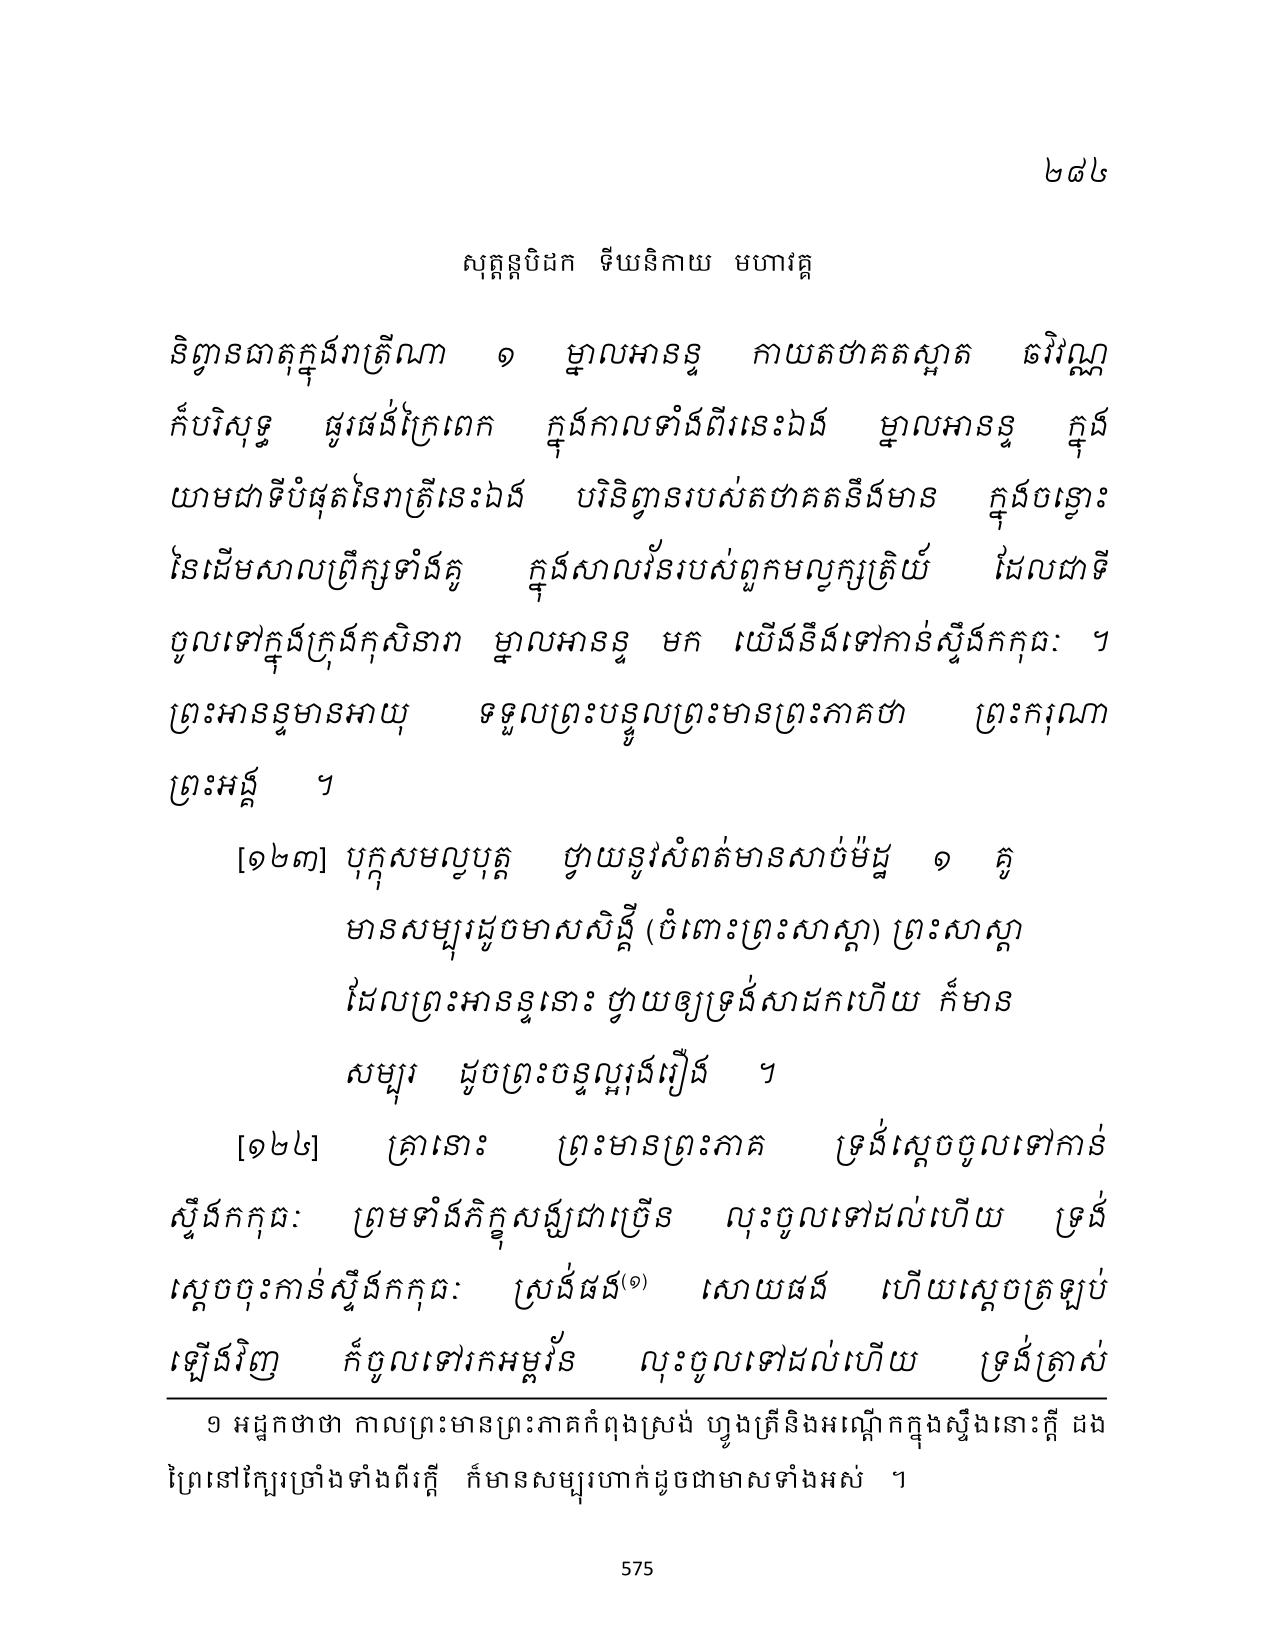 ២៨៤
សុត្តន្តបិដក ទីឃនិកាយ មហាវគ្គ
និព្វានធាតុក្នុងរាត្រីណា ១ ម្នាលអានន្ទ កាយតថាគតស្អាត ឆវិវណ្ណ
ក៏បរិសុទ្ធ ផូរផង់ក្រៃពេក ក្នុងកាលទាំងពីរនេះឯង ម្នាលអានន្ទ ក្នុង
យាមជាទីបំផុតនៃរាត្រីនេះឯង បរិនិព្វានរបស់តថាគតនឹងមាន ក្នុងចន្លោះ
នៃដើមសាលព្រឹក្សទាំងគូ ក្នុងសាលវ័នរបស់ពួកមល្លក្សត្រិយ៍ ដែលជាទី
ចូលទៅក្នុងក្រុងកុសិនារា ម្នាលអានន្ទ មក យើងនឹងទៅកាន់ស្ទឹងកកុធៈ ។
ព្រះអានន្ទមានអាយុ ទទួលព្រះបន្ទូលព្រះមានព្រះភាគថា ព្រះករុណា
ព្រះអង្គ ។
[១២៣] បុក្កុសមល្លបុត្ត ថ្វាយនូវសំពត់មានសាច់ម៉ដ្ឋ ១ គូ
មានសម្បុរដូចមាសសិង្គី (ចំពោះព្រះសាស្តា) ព្រះសាស្តា
ដែលព្រះអានន្ទនោះ ថ្វាយឲ្យទ្រង់សាដកហើយ ក៏មាន
សម្បុរ ដូចព្រះចន្ទល្អរុងរឿង ។
[១២៤] គ្រានោះ ព្រះមានព្រះភាគ ទ្រង់ស្តេចចូលទៅកាន់
ស្ទឹងកកុធៈ ព្រមទាំងភិក្ខុសង្ឃជាច្រើន លុះចូលទៅដល់ហើយ ទ្រង់
ស្តេចចុះកាន់ស្ទឹងកកុធៈ ស្រង់ផង(១) សោយផង ហើយស្តេចត្រឡប់
ឡើងវិញ ក៏ចូលទៅរកអម្ពវ័ន លុះចូលទៅដល់ហើយ ទ្រង់ត្រាស់
១ អដ្ឋកថាថា កាលព្រះមានព្រះភាគកំពុងស្រង់ ហ្វូងត្រីនិងអណ្តើកក្នុងស្ទឹងនោះក្តី ដង
ព្រៃនៅក្បែរច្រាំងទាំងពីរក្តី ក៏មានសម្បុរហាក់ដូចជាមាសទាំងអស់ ។
575